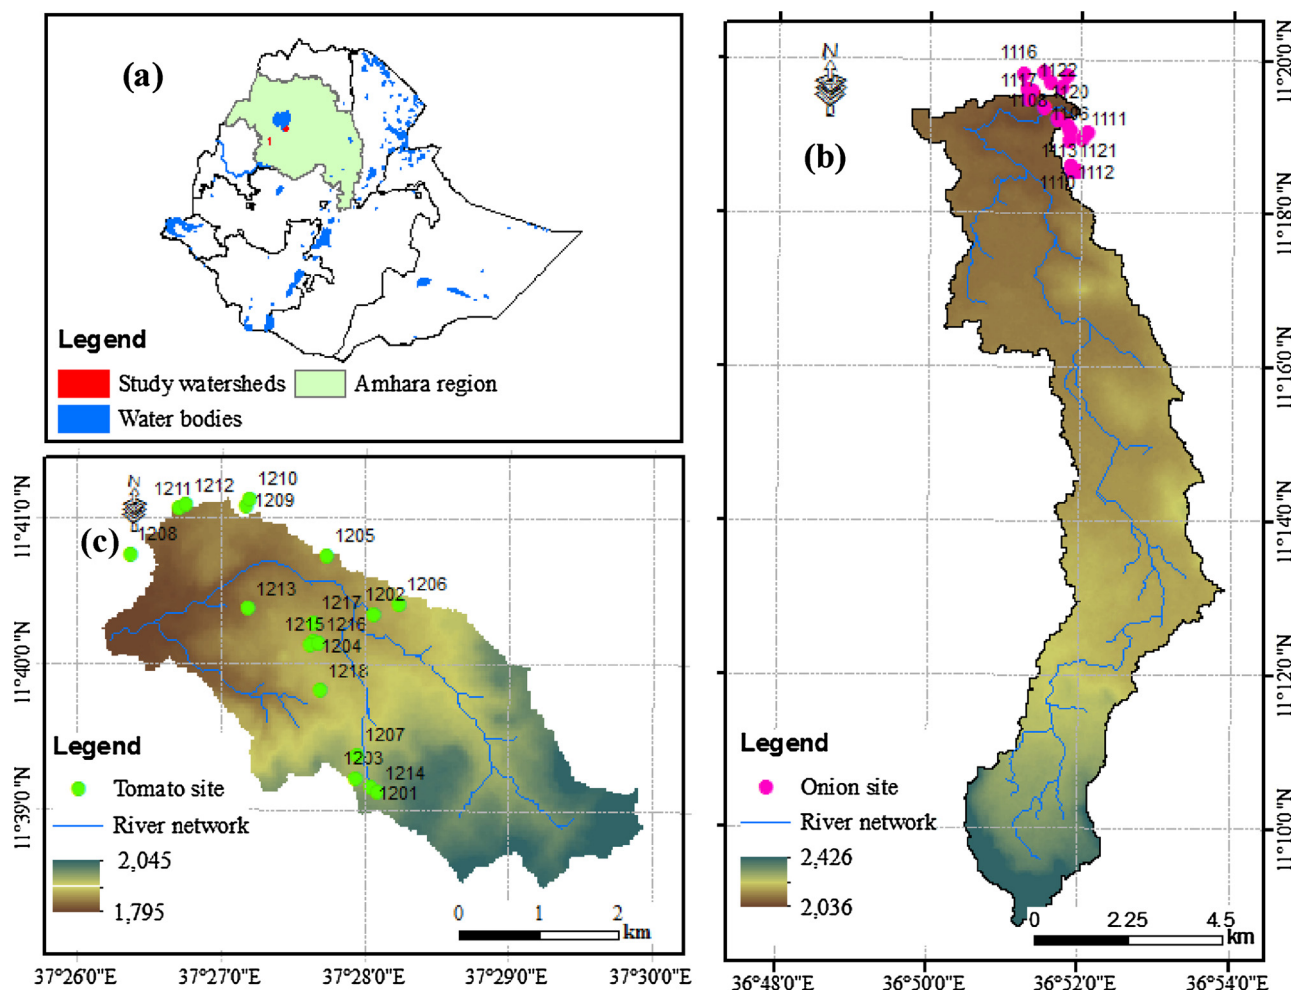 (a)
1
Legend
Study watersheds
Amhara region
Water bodies
N
(b)
1116
1122
1117
1120
1108
1106
1111
1113
1121
1110
1112
11°20'0"N
11°18'0"N
11°16'0"N
11°14'0"N
11°12'0"N
11°10'0"N
Legend
Onion site
River network
2,426
2,036
0 2.25 4.5
km
36°48'0"E 36°50'0"E 36°52'0"E 36°54'0"E
N
(c)
1210
1211 1212
1209
1208
1205
1206
1213
1202
1217
1215 1216
1204
1218
1207
1203
1214
1201
11°41'0"N
11°40'0"N
11°39'0"N
Legend
Tomato site
River network
2,045
1,795
0 1 2
km
37°26'0"E 37°27'0"E 37°28'0"E 37°29'0"E 37°30'0"E